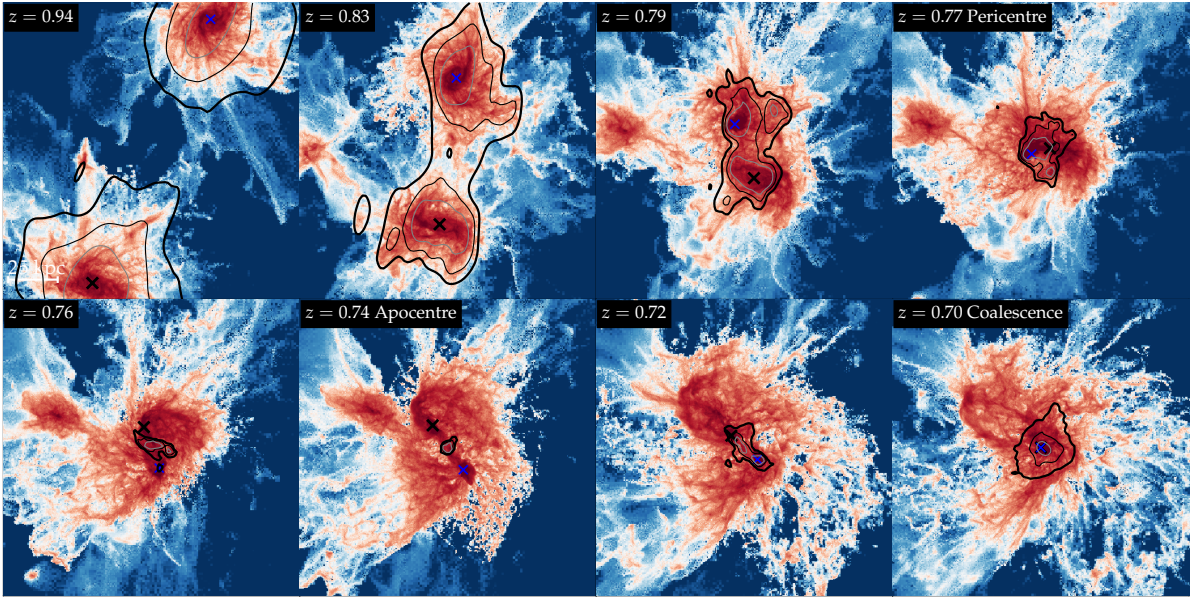 z = 0.94
z = 0.83
z = 0.79
z = 0.77 Pericentre
z = 0.76
z = 0.74 Apocentre
z = 0.72
z = 0.70 Coalescence